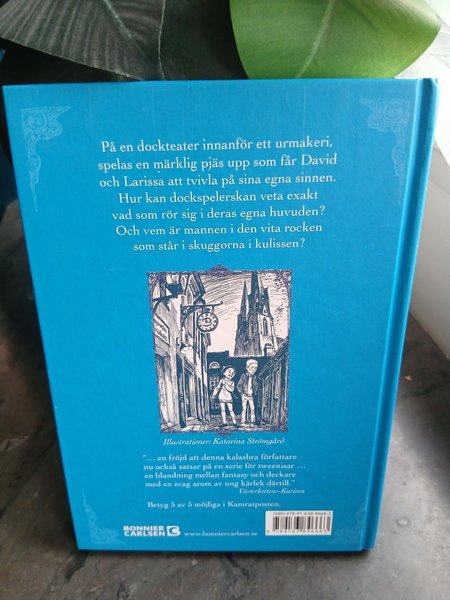 På en dockteater innanför ett urmakeri,
spelas en märklig pjäs upp som får David
och Larissa att tvivla på sina egna sinnen.
Hur kan dockspelerskan veta exakt
vad som rör sig i deras egna huvuden?
Och vem är mannen i den vita rocken
som står i skuggorna i kulissen?
Illustrationer: Katarina Strömgård
”... en fröjd att denna kalasbra författare
nu också satsar på en serie för tweenisar ...
en blandning mellan fantasy och deckare
med en svag arom av ung kärlek därtill.”
Västerbottens-Kuriren
Betyg 5 av 5 möjliga i Kamratposten.
BONNIER
CARLSEN
www.bonniercarlsen.se